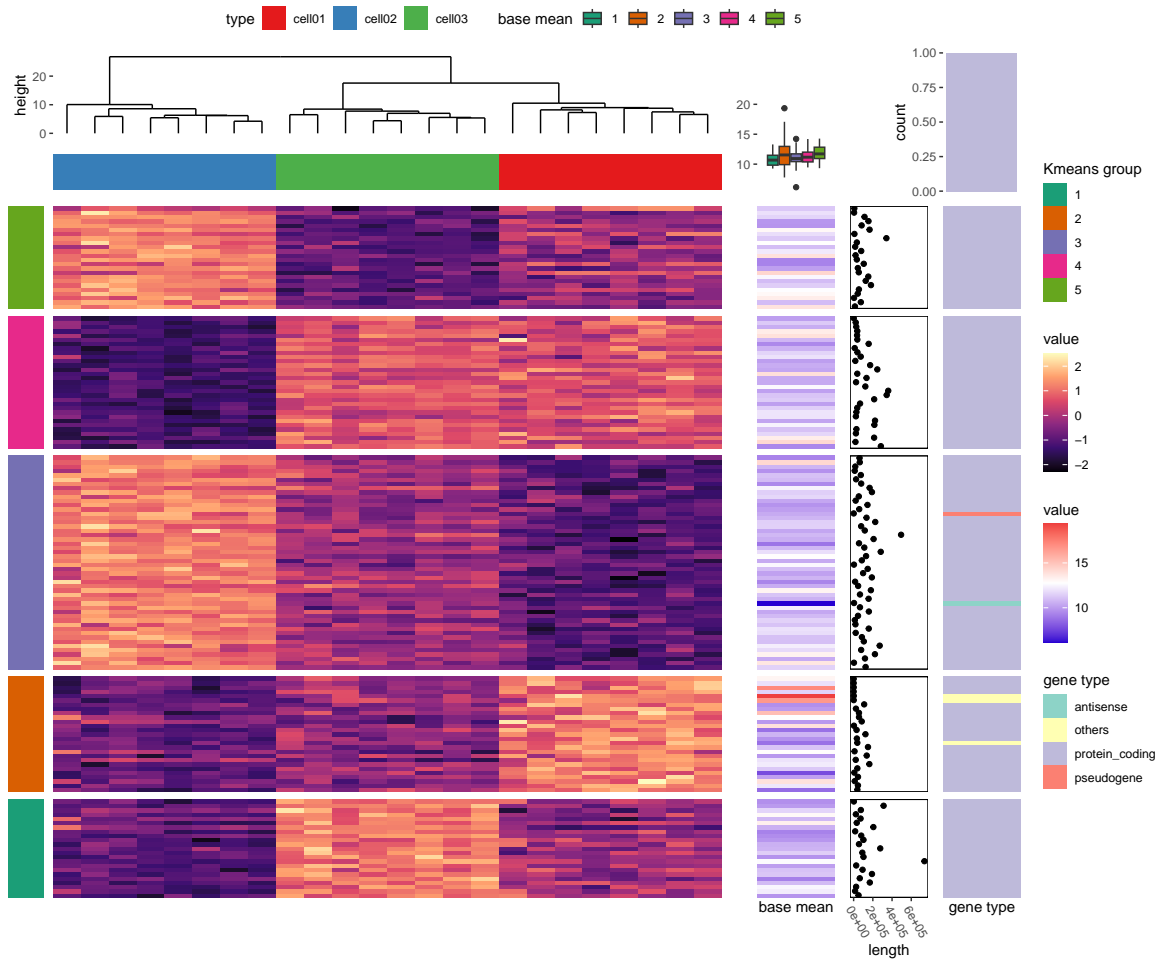 type cell01 cell02 cell03 base mean 1 2 3 4 5
height
20
10
0
20
15
10
count
1.00
0.75
0.50
0.25
0.00
Kmeans group
1
2
3
4
5
value
2
1
0
−1
−2
value
15
10
gene type
antisense
others
protein_coding
pseudogene
base mean
0e+00
2e+05
4e+05
6e+05
length
gene type